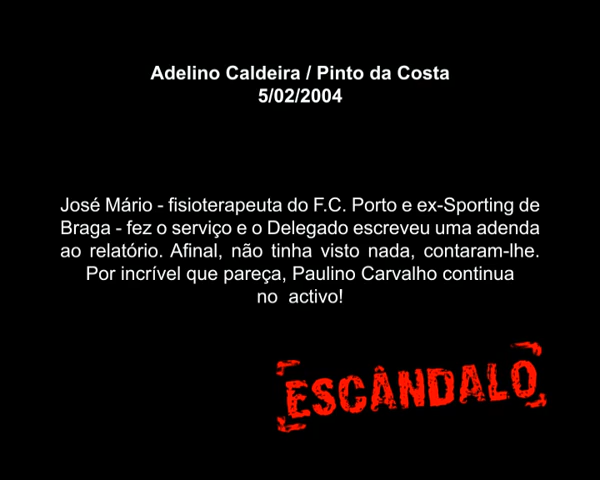 Adelino Caldeira / Pinto da Costa
5/02/2004
José Mário - fisioterapeuta do F.C. Porto e ex-Sporting de
Braga - fez o serviço e o Delegado escreveu uma adenda
ao relatório. Afinal, não tinha visto nada, contaram-lhe.
Por incrível que pareça, Paulino Carvalho continua
no activo!
ESCÂNDALO